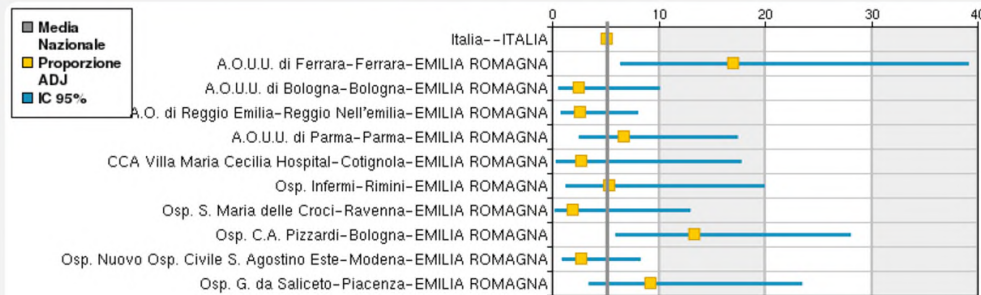 Media
Nazionale
Proporzione
ADJ
IC 95%
0 10 20 30 40
Italia--ITALIA
A.O.U.U. di Ferrara-Ferrara-EMILIA ROMAGNA
A.O.U.U. di Bologna-Bologna-EMILIA ROMAGNA
A.O. di Reggio Emilia-Reggio Nell'emilia-EMILIA ROMAGNA
A.O.U.U. di Parma-Parma-EMILIA ROMAGNA
CCA Villa Maria Cecilia Hospital-Cotignola-EMILIA ROMAGNA
Osp. Infermi-Rimini-EMILIA ROMAGNA
Osp. S. Maria delle Croci-Ravenna-EMILIA ROMAGNA
Osp. C.A. Pizzardi-Bologna-EMILIA ROMAGNA
Osp. Nuovo Osp. Civile S. Agostino Este-Modena-EMILIA ROMAGNA
Osp. G. da Saliceto-Piacenza-EMILIA ROMAGNA